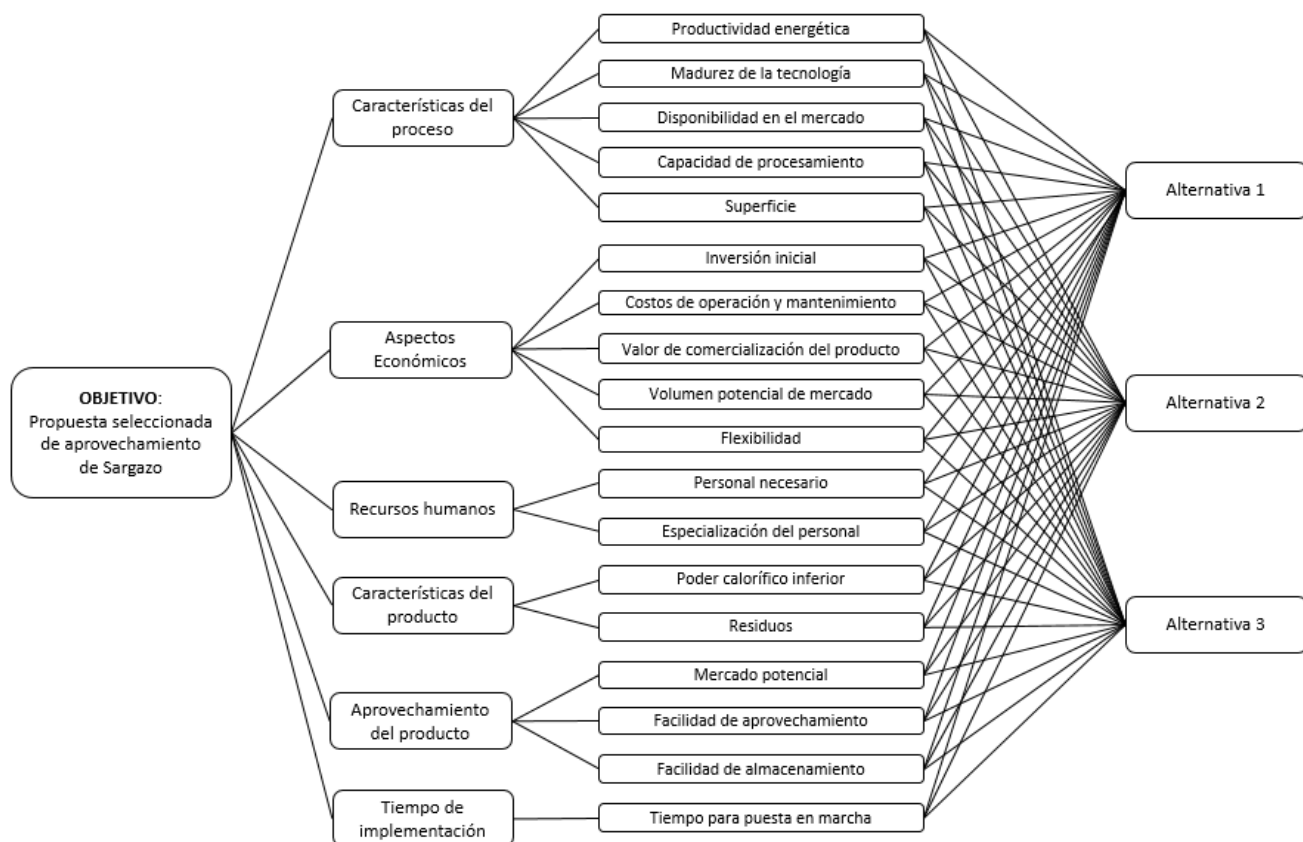 OBJETIVO:
Propuesta seleccionada
de aprovechamiento
de Sargazo
Características del
proceso
Aspectos
Económicos
Recursos humanos
Características del
producto
Aprovechamiento
del producto
Tiempo de
implementación
Productividad energética
Madurez de la tecnología
Disponibilidad en el mercado
Capacidad de procesamiento
Superficie
Inversión inicial
Costos de operación y mantenimiento
Valor de comercialización del producto
Volumen potencial de mercado
Flexibilidad
Personal necesario
Especialización del personal
Poder calorífico inferior
Residuos
Mercado potencial
Facilidad de aprovechamiento
Facilidad de almacenamiento
Tiempo para puesta en marcha
Alternativa 1
Alternativa 2
Alternativa 3